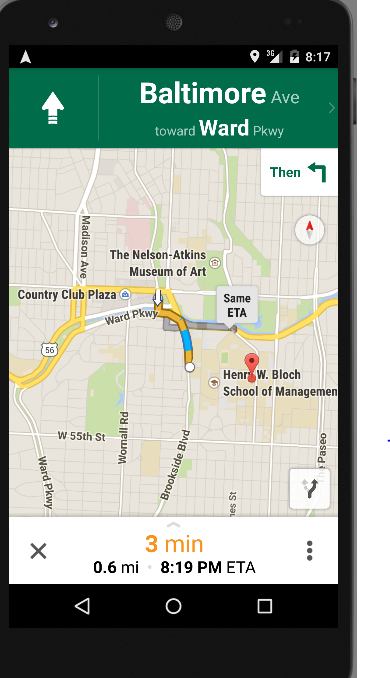 3G 8:17
Baltimore Ave
toward Ward Pkwy
Then
Madison Ave
The Nelson-Atkins
Museum of Art
Country Club Plaza
Same
ETA
Ward Pkwy
56
Henry W. Bloch
School of Managemen
W 55th St
Wornall Rd
Brookside Blvd
Ward Pkwy
es St
e Paseo
3 min
0.6 mi • 8:19 PM ETA